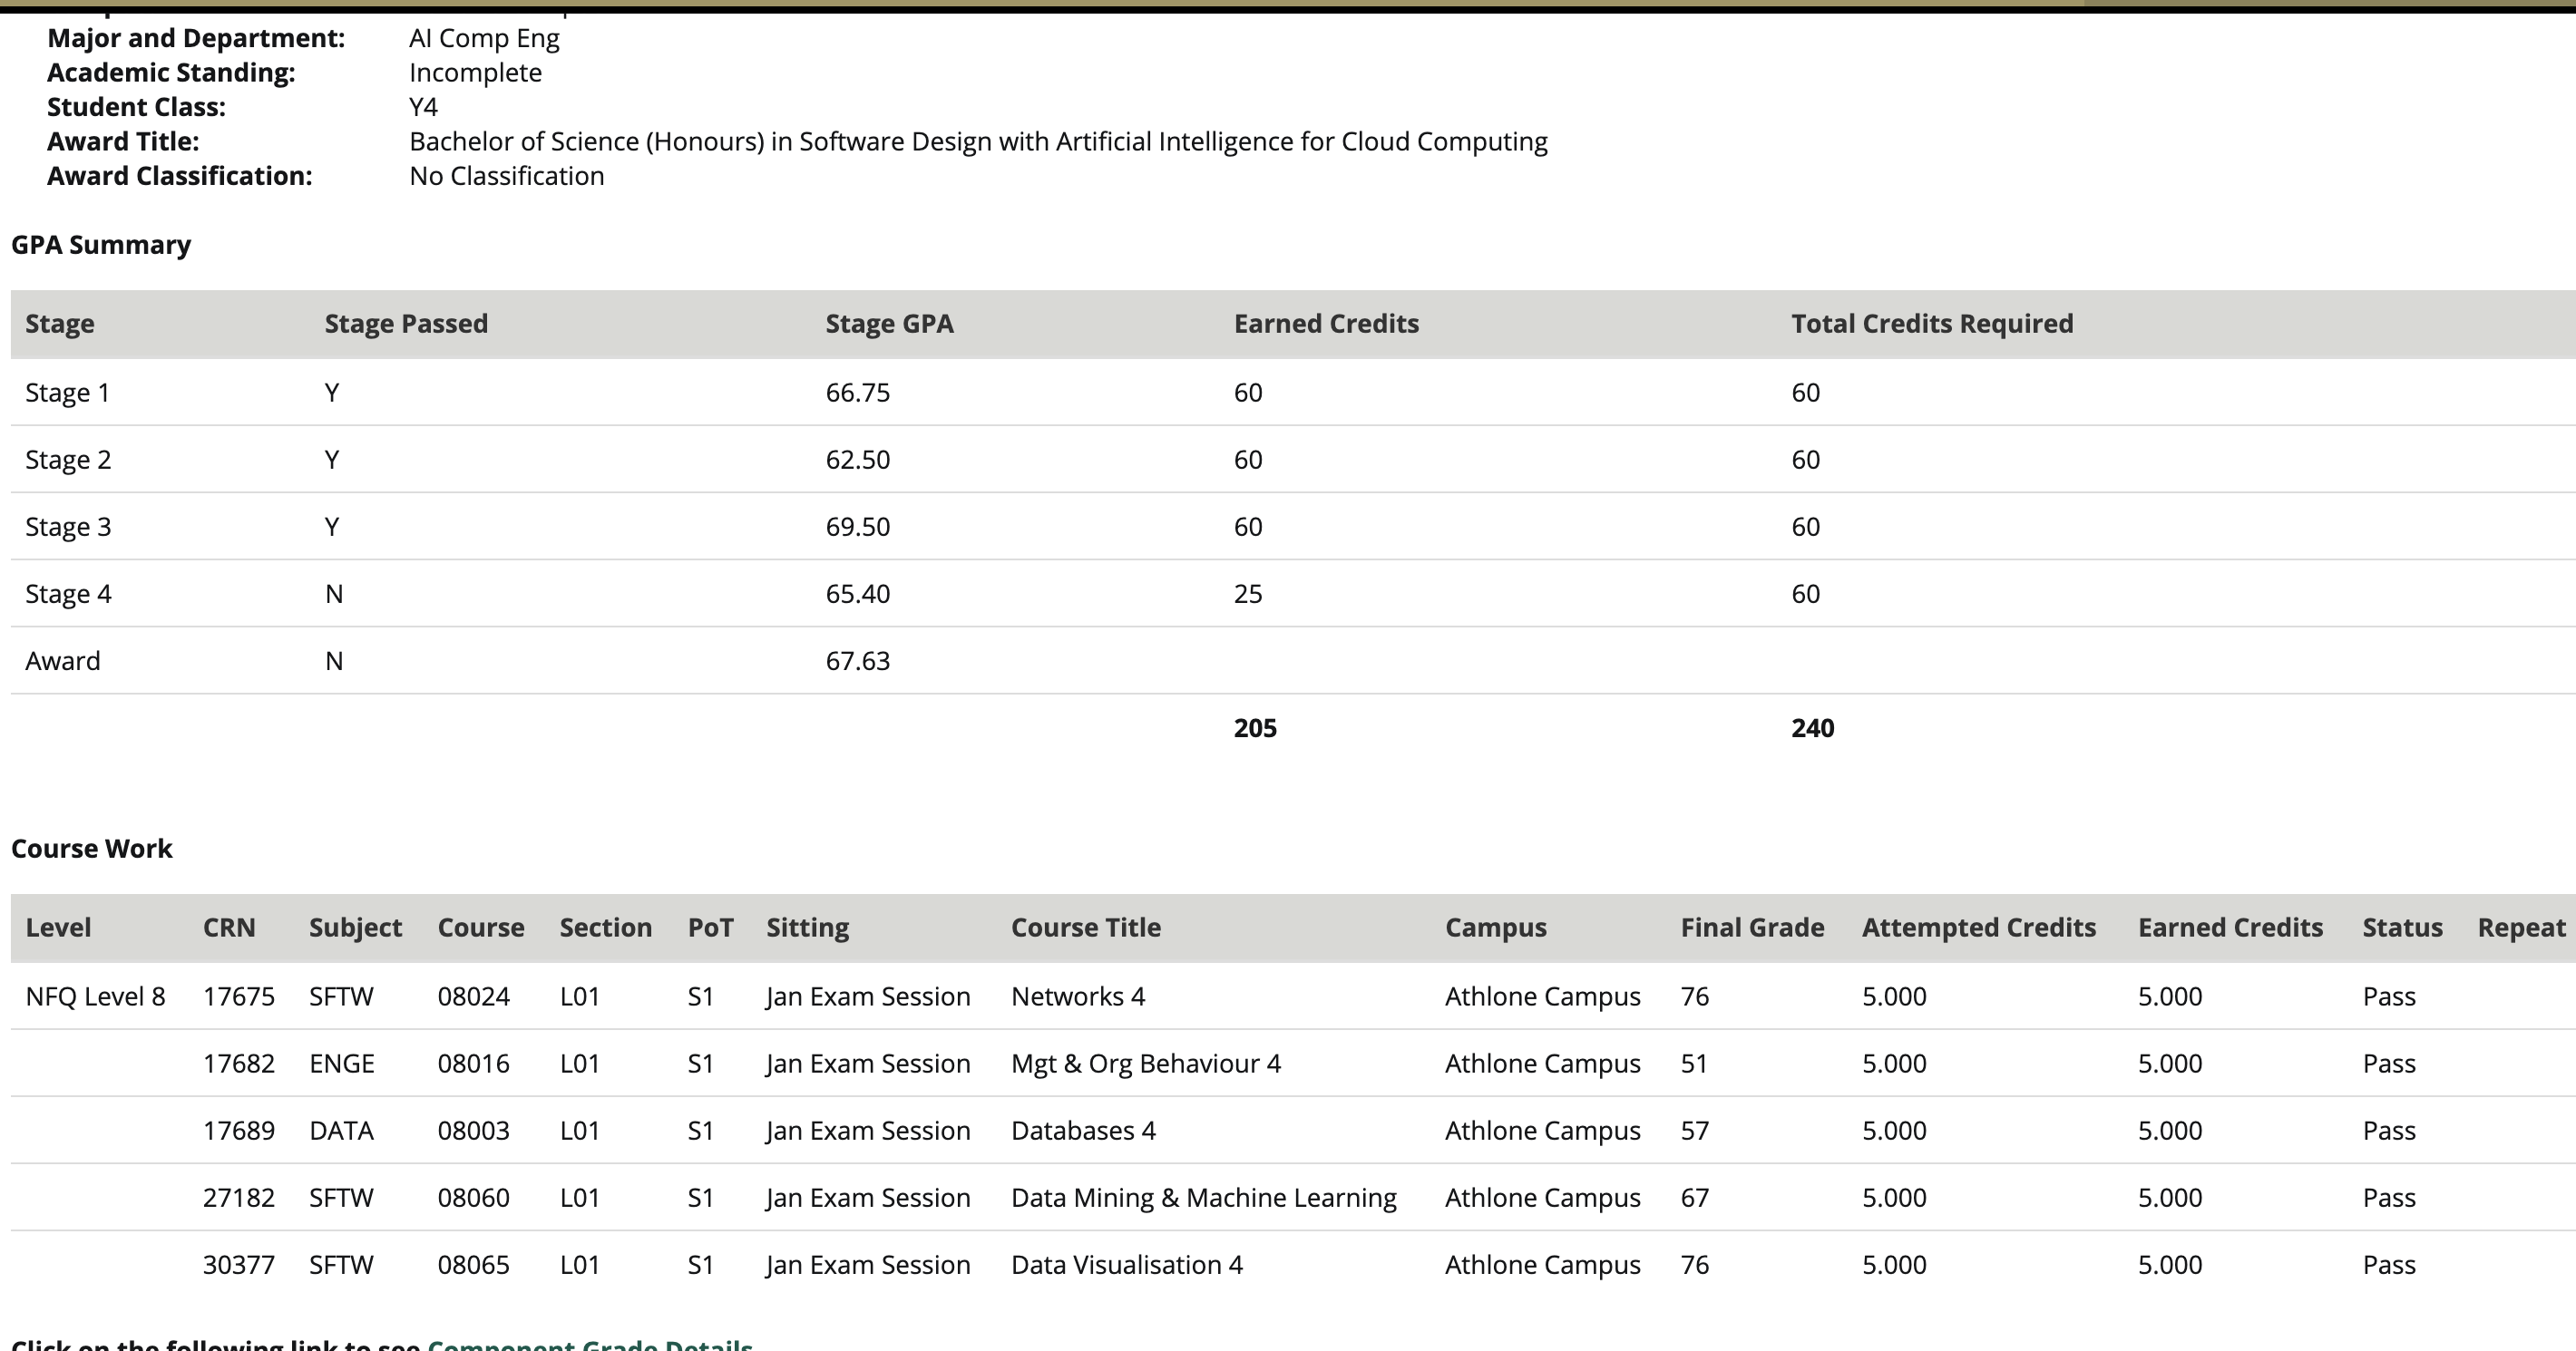 Major and Department: AI Comp Eng
Academic Standing: Incomplete
Student Class: Y4
Award Title: Bachelor of Science (Honours) in Software Design with Artificial Intelligence for Cloud Computing
Award Classification: No Classification
GPA Summary
Stage Stage Passed Stage GPA Earned Credits Total Credits Required
Stage 1 Y 66.75 60 60
Stage 2 Y 62.50 60 60
Stage 3 Y 69.50 60 60
Stage 4 N 65.40 25 60
Award N 67.63
205 240
Course Work
Level CRN Subject Course Section PoT Sitting Course Title Campus Final Grade Attempted Credits Earned Credits Status Repeat
NFQ Level 8 17675 SFTW 08024 L01 S1 Jan Exam Session Networks 4 Athlone Campus 76 5.000 5.000 Pass
17682 ENGE 08016 L01 S1 Jan Exam Session Mgt & Org Behaviour 4 Athlone Campus 51 5.000 5.000 Pass
17689 DATA 08003 L01 S1 Jan Exam Session Databases 4 Athlone Campus 57 5.000 5.000 Pass
27182 SFTW 08060 L01 S1 Jan Exam Session Data Mining & Machine Learning Athlone Campus 67 5.000 5.000 Pass
30377 SFTW 08065 L01 S1 Jan Exam Session Data Visualisation 4 Athlone Campus 76 5.000 5.000 Pass
Click on the following link to see Component Grade Details